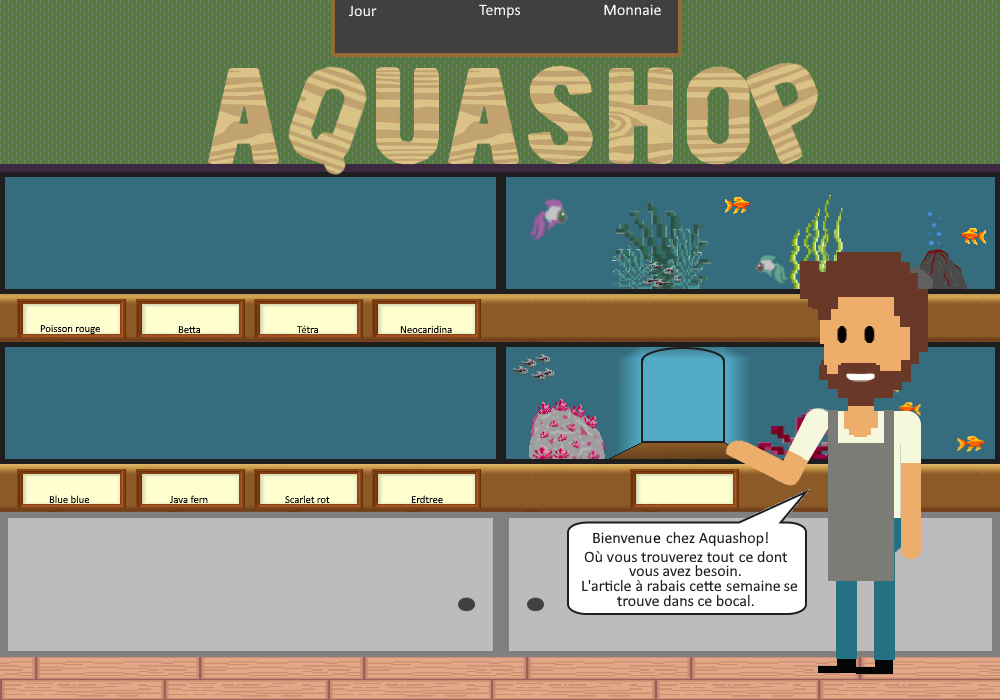 Jour Temps Monnaie
AQUASHOP
Poisson rouge Betta Tétra Neocaridina
Blue blue Java fern Scarlet rot Erdtree
Bienvenue chez Aquashop!
Où vous trouverez tout ce dont
vous avez besoin.
L'article à rabais cette semaine se
trouve dans ce bocal.